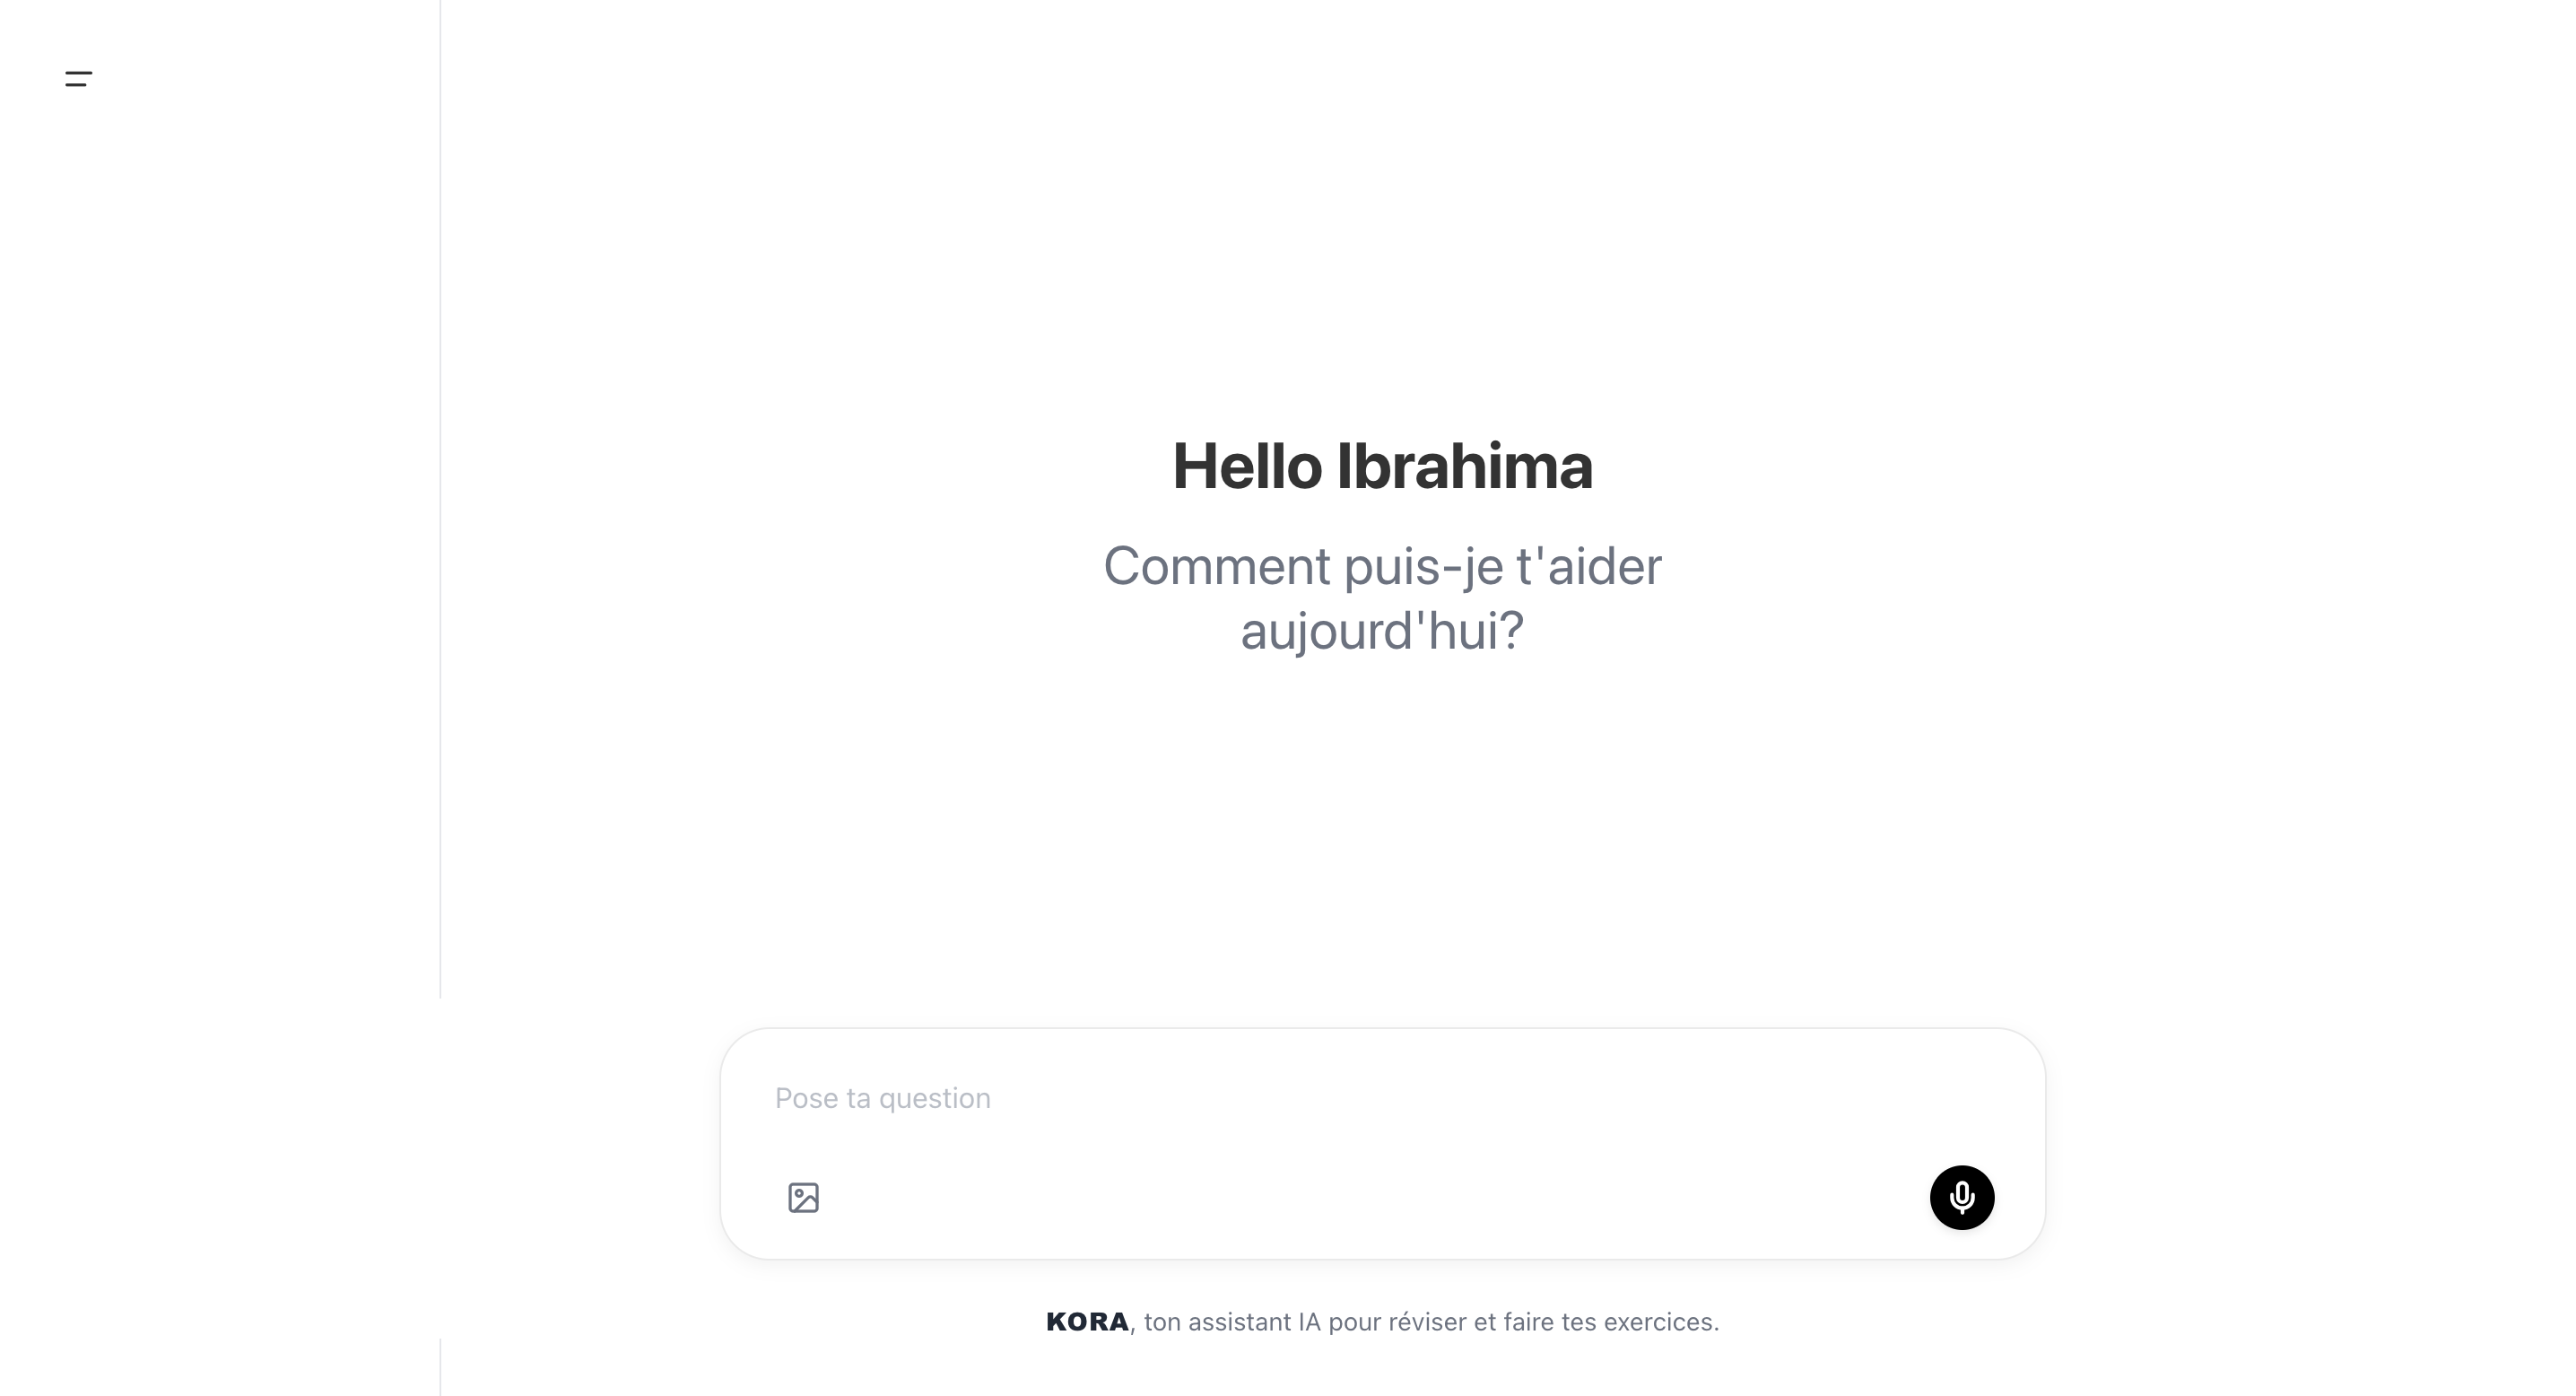 Hello Ibrahima
Comment puis-je t'aider
aujourd'hui?
Pose ta question
KORA, ton assistant IA pour réviser et faire tes exercices.